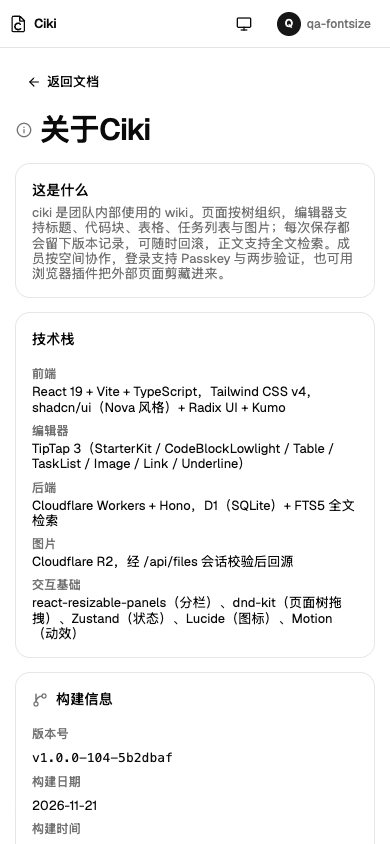 Ciki
Q
qa-fontsize
返回文档
关于Ciki
这是什么
ciki 是团队内部使用的 wiki。页面按树组织，编辑器支
持标题、代码块、表格、任务列表与图片；每次保存都
会留下版本记录，可随时回滚，正文支持全文检索。成
员按空间协作，登录支持 Passkey 与两步验证，也可用
浏览器插件把外部页面剪藏进来。
技术栈
前端
React 19 + Vite + TypeScript，Tailwind CSS v4，
shadcn/ui（Nova 风格）+ Radix UI + Kumo
编辑器
TipTap 3（StarterKit / CodeBlockLowlight / Table /
TaskList / Image / Link / Underline）
后端
Cloudflare Workers + Hono，D1（SQLite）+ FTS5 全文
检索
图片
Cloudflare R2，经 /api/files 会话校验后回源
交互基础
react-resizable-panels（分栏）、dnd-kit（页面树拖
拽）、Zustand（状态）、Lucide（图标）、Motion
（动效）
构建信息
版本号
v1.0.0-104-5b2dbaf
构建日期
2026-11-21
构建时间